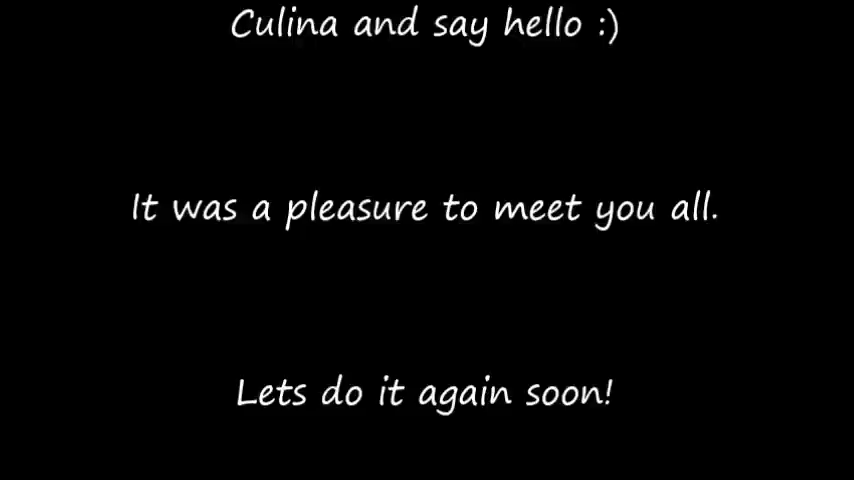 Culina and say hello :)
It was a pleasure to meet you all.
Lets do it again soon!